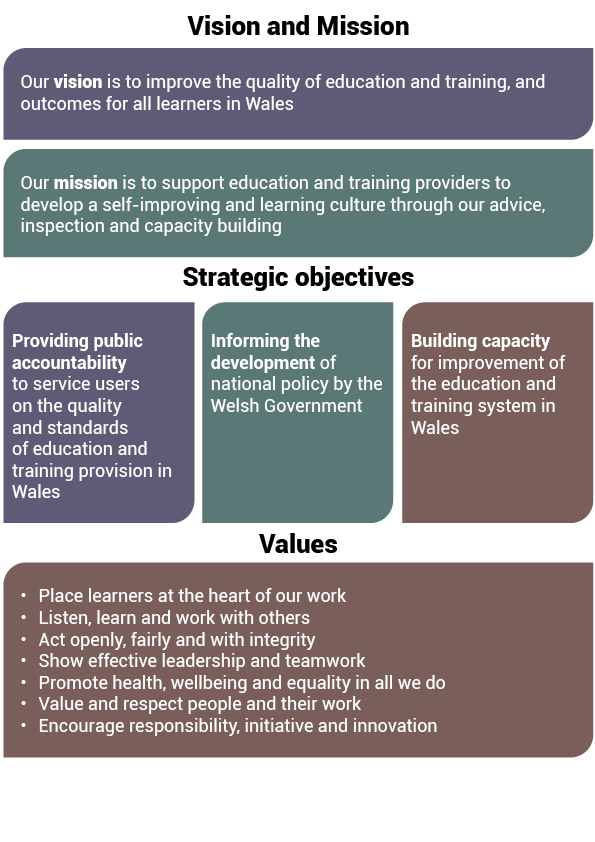 Vision and Mission
Our vision is to improve the quality of education and training, and
outcomes for all learners in Wales
Our mission is to support education and training providers to
develop a self-improving and learning culture through our advice,
inspection and capacity building
Strategic objectives
Providing public
accountability
to service users
on the quality
and standards
of education and
training provision in
Wales
Informing the
development of
national policy by the
Welsh Government
Building capacity
for improvement of
the education and
training system in
Wales
Values
• Place learners at the heart of our work
• Listen, learn and work with others
• Act openly, fairly and with integrity
• Show effective leadership and teamwork
• Promote health, wellbeing and equality in all we do
• Value and respect people and their work
• Encourage responsibility, initiative and innovation